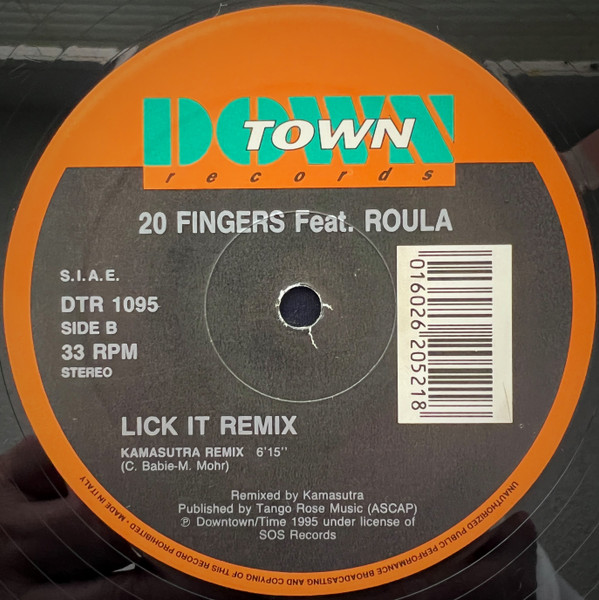 DOWN
TOWN
records
20 FINGERS Feat. ROULA
S.I.A.E.
DTR 1095
SIDE B
33 RPM
STEREO
016026 205218
LICK IT REMIX
KAMASUTRA REMIX 6'15''
(C. Babie-M. Mohr)
Remixed by Kamasutra
Published by Tango Rose Music (ASCAP)
℗ Downtown/Time 1995 under license of
SOS Records
UNAUTHORIZED PUBLIC PERFORMANCE BROADCASTING AND COPYING OF THIS RECORD PROHIBITED - MADE IN ITALY